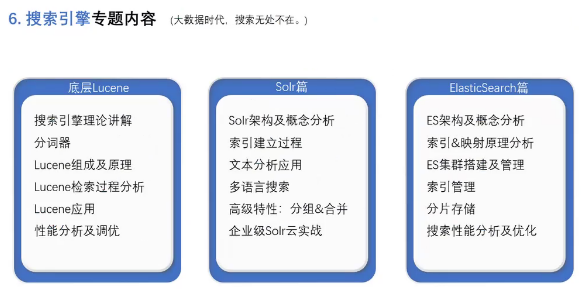 6. 搜索引擎专题内容 (大数据时代，搜索无处不在。)
底层Lucene
搜索引擎理论讲解
分词器
Lucene组成及原理
Lucene检索过程分析
Lucene应用
性能分析及调优
Solr篇
Solr架构及概念分析
索引建立过程
文本分析应用
多语言搜索
高级特性：分组&合并
企业级Solr云实战
ElasticSearch篇
ES架构及概念分析
索引&映射原理分析
ES集群搭建及管理
索引管理
分片存储
搜索性能分析及优化